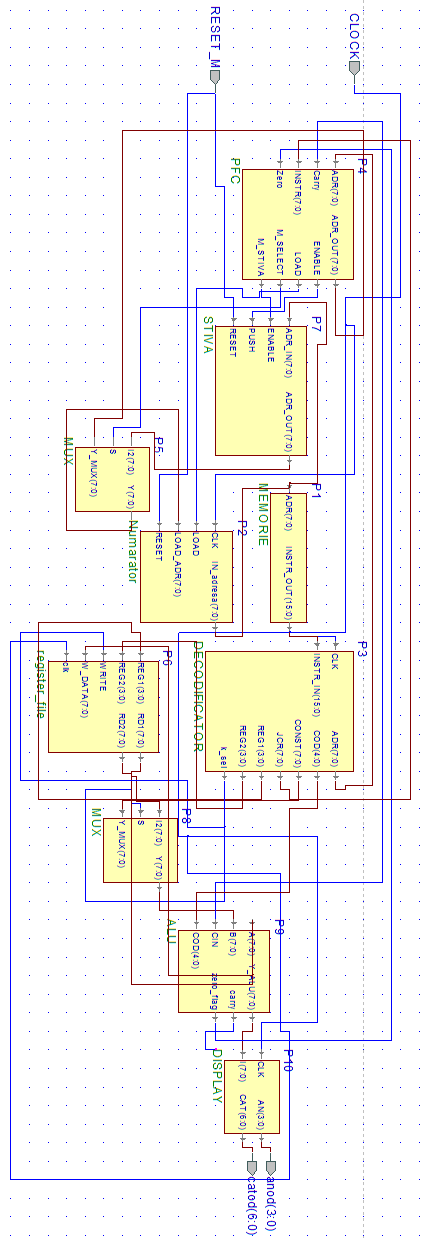 CLOCK
RESET_M
P4
ADR(7:0)
Carry
INSTR(7:0)
Zero
ADR_OUT(7:0)
ENABLE
LOAD
M_SELECT
M_STIVA
PFC
P7
ADR_IN(7:0)
ENABLE
PUSH
RESET
ADR_OUT(7:0)
STIVA
P5
I2(7:0)
S
Y_MUX(7:0)
Y(7:0)
MUX
P1
ADR(7:0)
INSTR_OUT(15:0)
MEMORIE
P2
CLK
LOAD
LOAD_ADR(7:0)
RESET
IN_adresa(7:0)
Numarator
P3
CLK
INSTR_IN(15:0)
ADR(7:0)
COD(4:0)
CONST(7:0)
JCR(7:0)
REG1(3:0)
REG2(3:0)
k_sel
DECODIFICATOR
P6
REG1(3:0)
REG2(3:0)
WRITE
W_DATA(7:0)
clk
RD1(7:0)
RD2(7:0)
register_file
P8
I2(7:0)
S
Y_MUX(7:0)
Y(7:0)
MUX
P9
A(7:0)
B(7:0)
CIN
COD(4:0)
Y_ALU(7:0)
carry
zero_flag
ALU
P10
CLK
I(7:0)
AN(3:0)
CAT(6:0)
DISPLAY
anod(3:0)
catod(6:0)